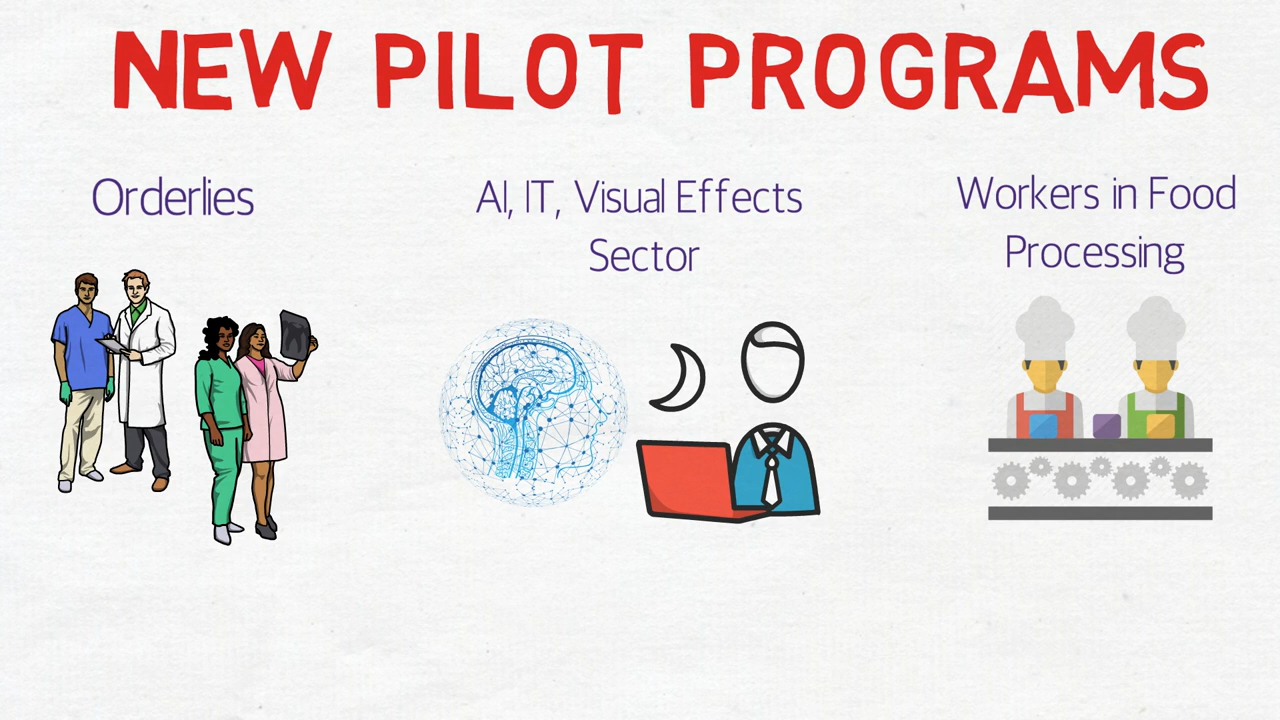 NEW PILOT PROGRAMS
Orderlies
AI, IT, Visual Effects
Sector
Workers in Food
Processing